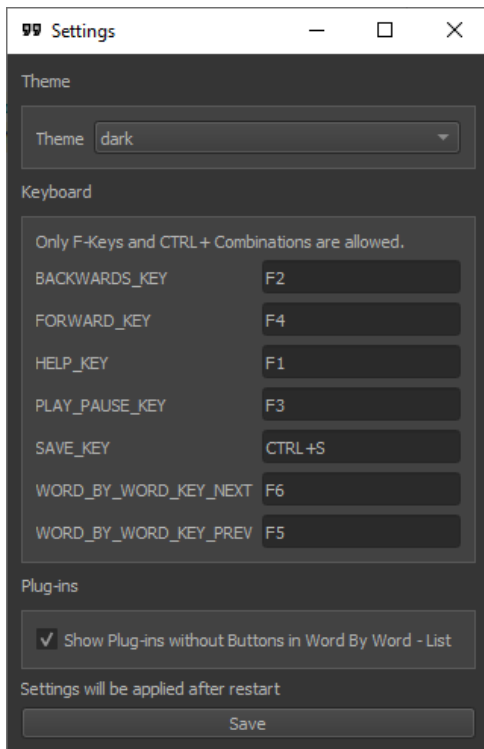 Settings
Theme
Theme dark
Keyboard
Only F-Keys and CTRL+ Combinations are allowed.
BACKWARDS_KEY F2
FORWARD_KEY F4
HELP_KEY F1
PLAY_PAUSE_KEY F3
SAVE_KEY CTRL+S
WORD_BY_WORD_KEY_NEXT F6
WORD_BY_WORD_KEY_PREV F5
Plug-ins
Show Plug-ins without Buttons in Word By Word - List
Settings will be applied after restart
Save